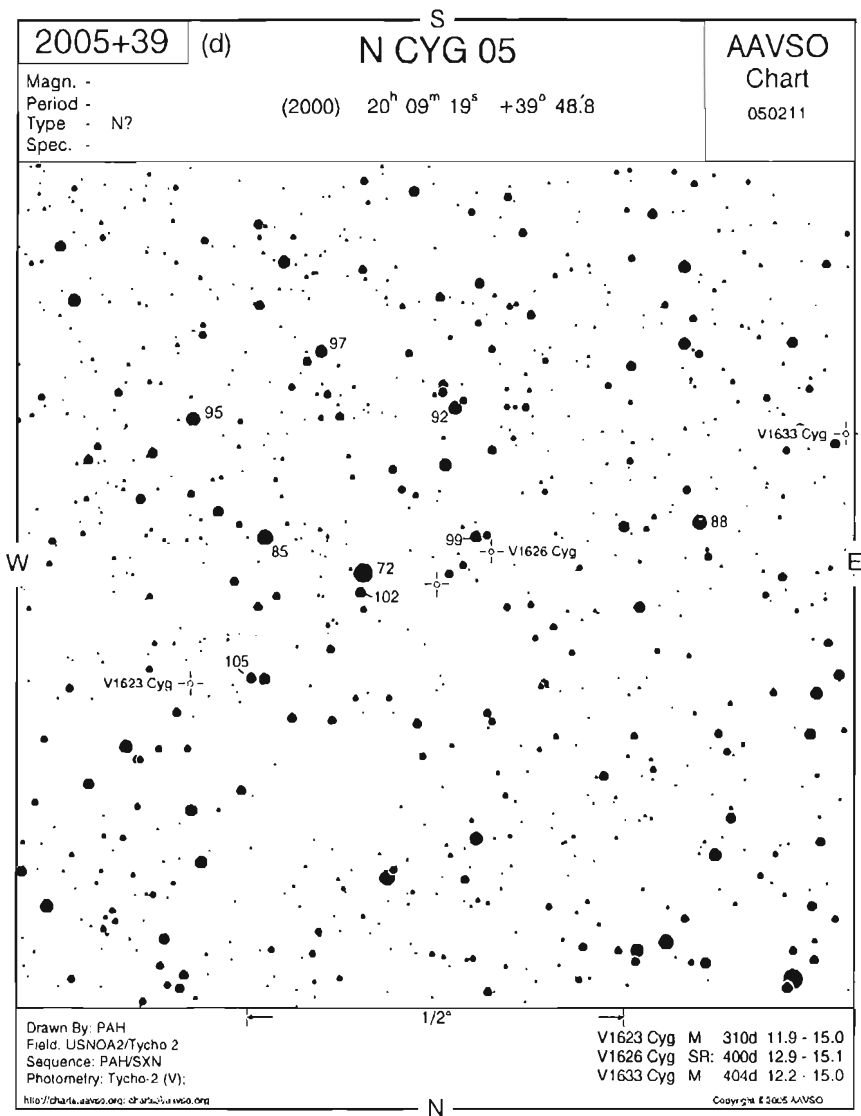 S
2005+39 (d) N CYG 05
AAVSO
Chart
050211
Magn. -
Period -
Type - N?
Spec. -
(2000) 20h 09m 19s +39° 48.'8
97
95
92
V1633 Cyg
88
99
85
V1626 Cyg
W
E
72
102
105
V1623 Cyg
1/2°
Drawn By: PAH
Field: USNOA2/Tycho 2
Sequence: PAH/SXN
Photometry: Tycho-2 (V);
V1623 Cyg M 310d 11.9 - 15.0
V1626 Cyg SR: 400d 12.9 - 15.1
V1633 Cyg M 404d 12.2 - 15.0
Copyright © 2005 AAVSO
N